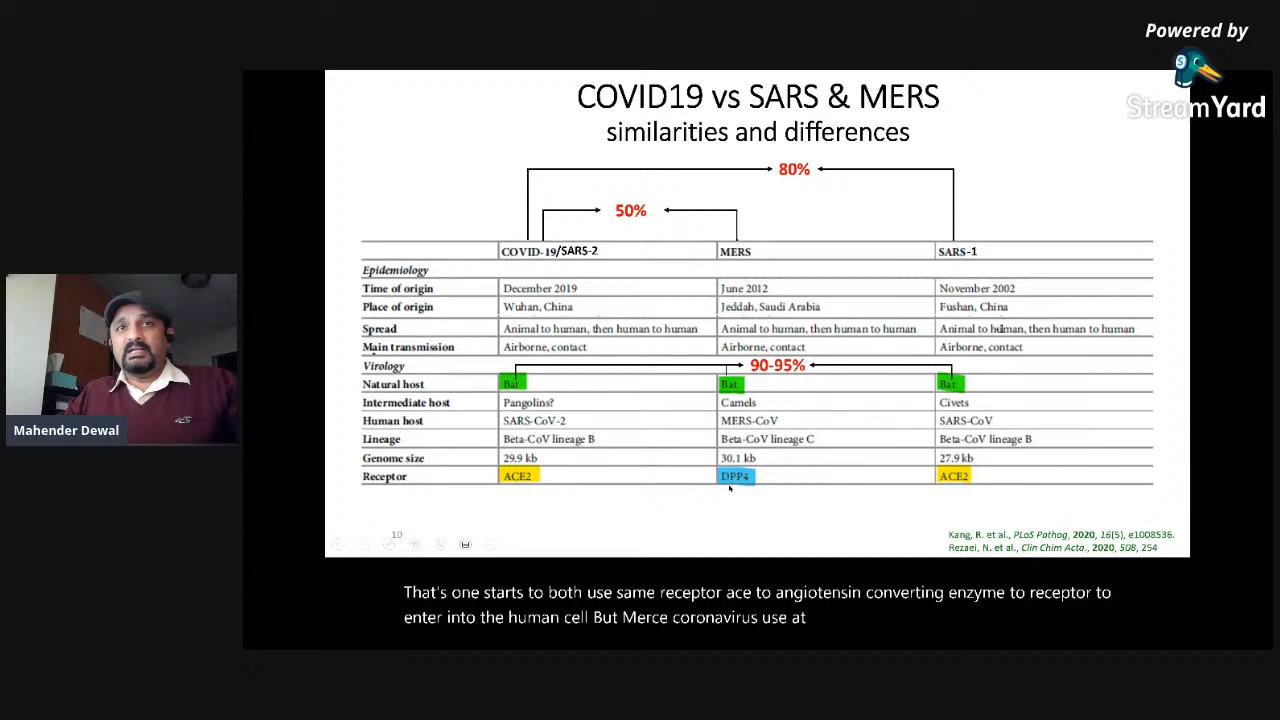 Powered by
StreamYard
COVID19 vs SARS & MERS
similarities and differences
80%
50%
COVID-19/SARS-2 MERS SARS-1
Epidemiology
Time of origin December 2019 June 2012 November 2002
Place of origin Wuhan, China Jeddah, Saudi Arabia Fushan, China
Spread Animal to human, then human to human Animal to human, then human to human Animal to human, then human to human
Main transmission Airborne, contact Airborne, contact Airborne, contact
Virology 90-95%
Natural host Bat Bat Bat
Intermediate host Pangolins? Camels Civets
Human host SARS-CoV-2 MERS-CoV SARS-CoV
Lineage Beta-CoV lineage B Beta-CoV lineage C Beta-CoV lineage B
Genome size 29.9 kb 30.1 kb 27.9 kb
Receptor ACE2 DPP4 ACE2
10
Kang, R. et al., PLoS Pathog, 2020, 16(5), e1008536.
Rezaei, N. et al., Clin Chim Acta., 2020, 508, 254
Mahender Dewal
That's one starts to both use same receptor ace to angiotensin converting enzyme to receptor to
enter into the human cell But Merce coronavirus use at